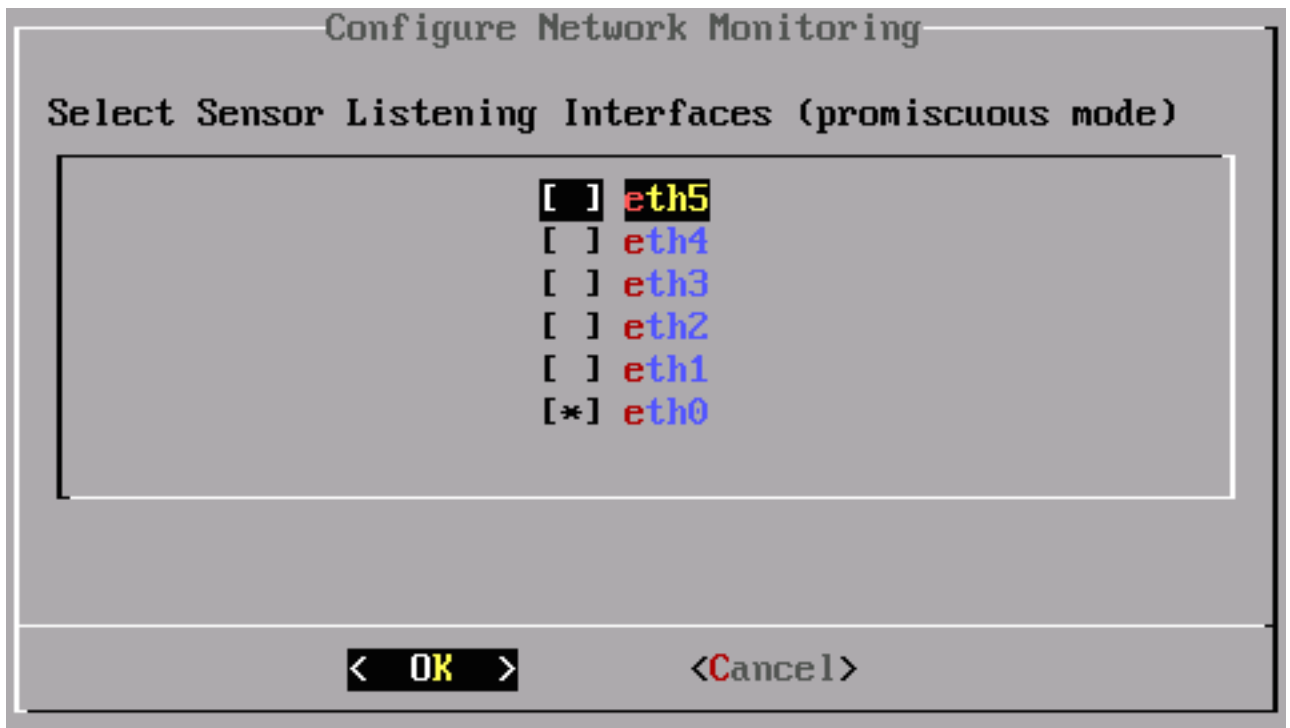 Configure Network Monitoring
Select Sensor Listening Interfaces (promiscuous mode)
[ ] eth5
[ ] eth4
[ ] eth3
[ ] eth2
[ ] eth1
[*] eth0
< OK > <Cancel>